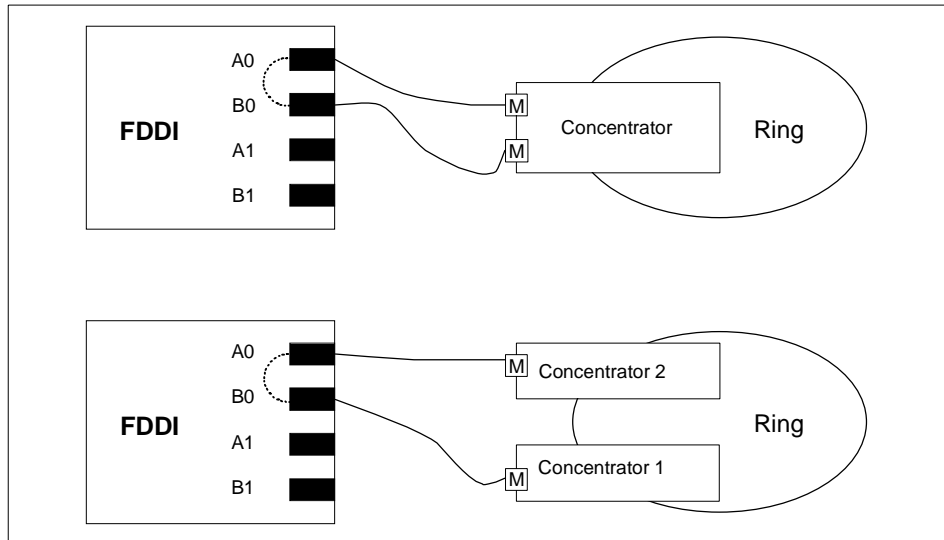 A0
B0
FDDI
A1
B1
M
M
Concentrator
Ring
A0
B0
FDDI
A1
B1
M
Concentrator 2
Ring
M
Concentrator 1